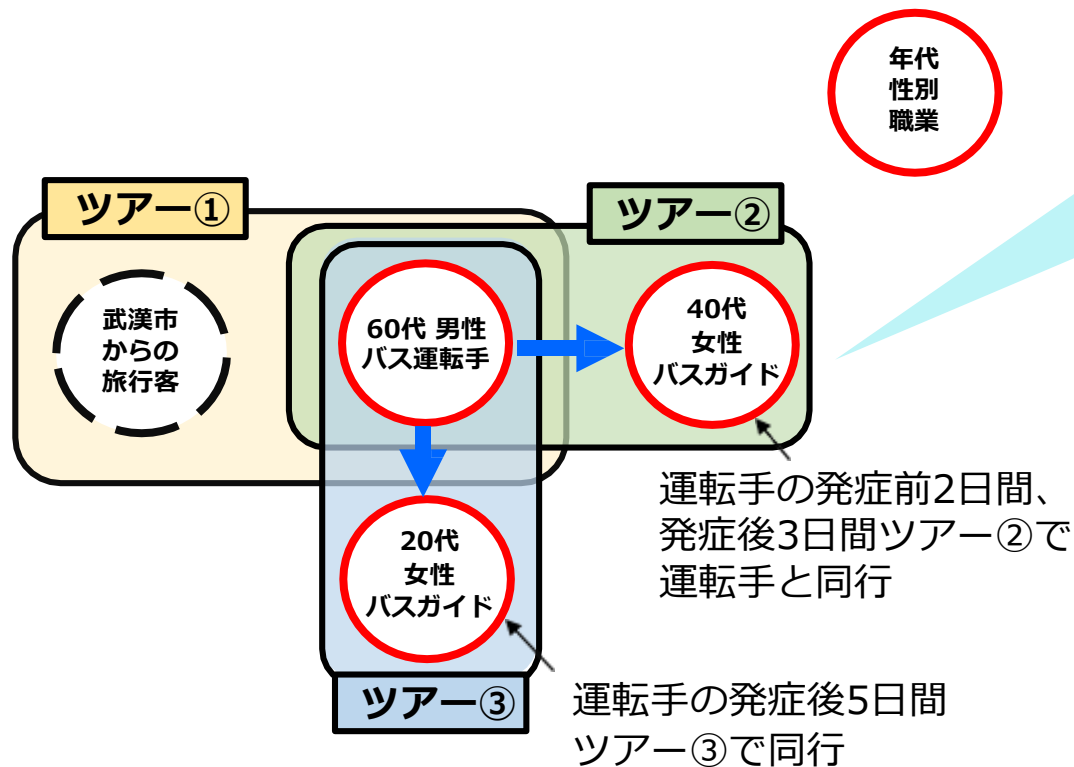 年代
性別
職業
ツアー①
ツアー②
武漢市
からの
旅行客
60代 男性
バス運転手
40代
女性
バスガイド
運転手の発症前2日間、
発症後3日間ツアー②で
運転手と同行
20代
女性
バスガイド
ツアー③
運転手の発症後5日間
ツアー③で同行